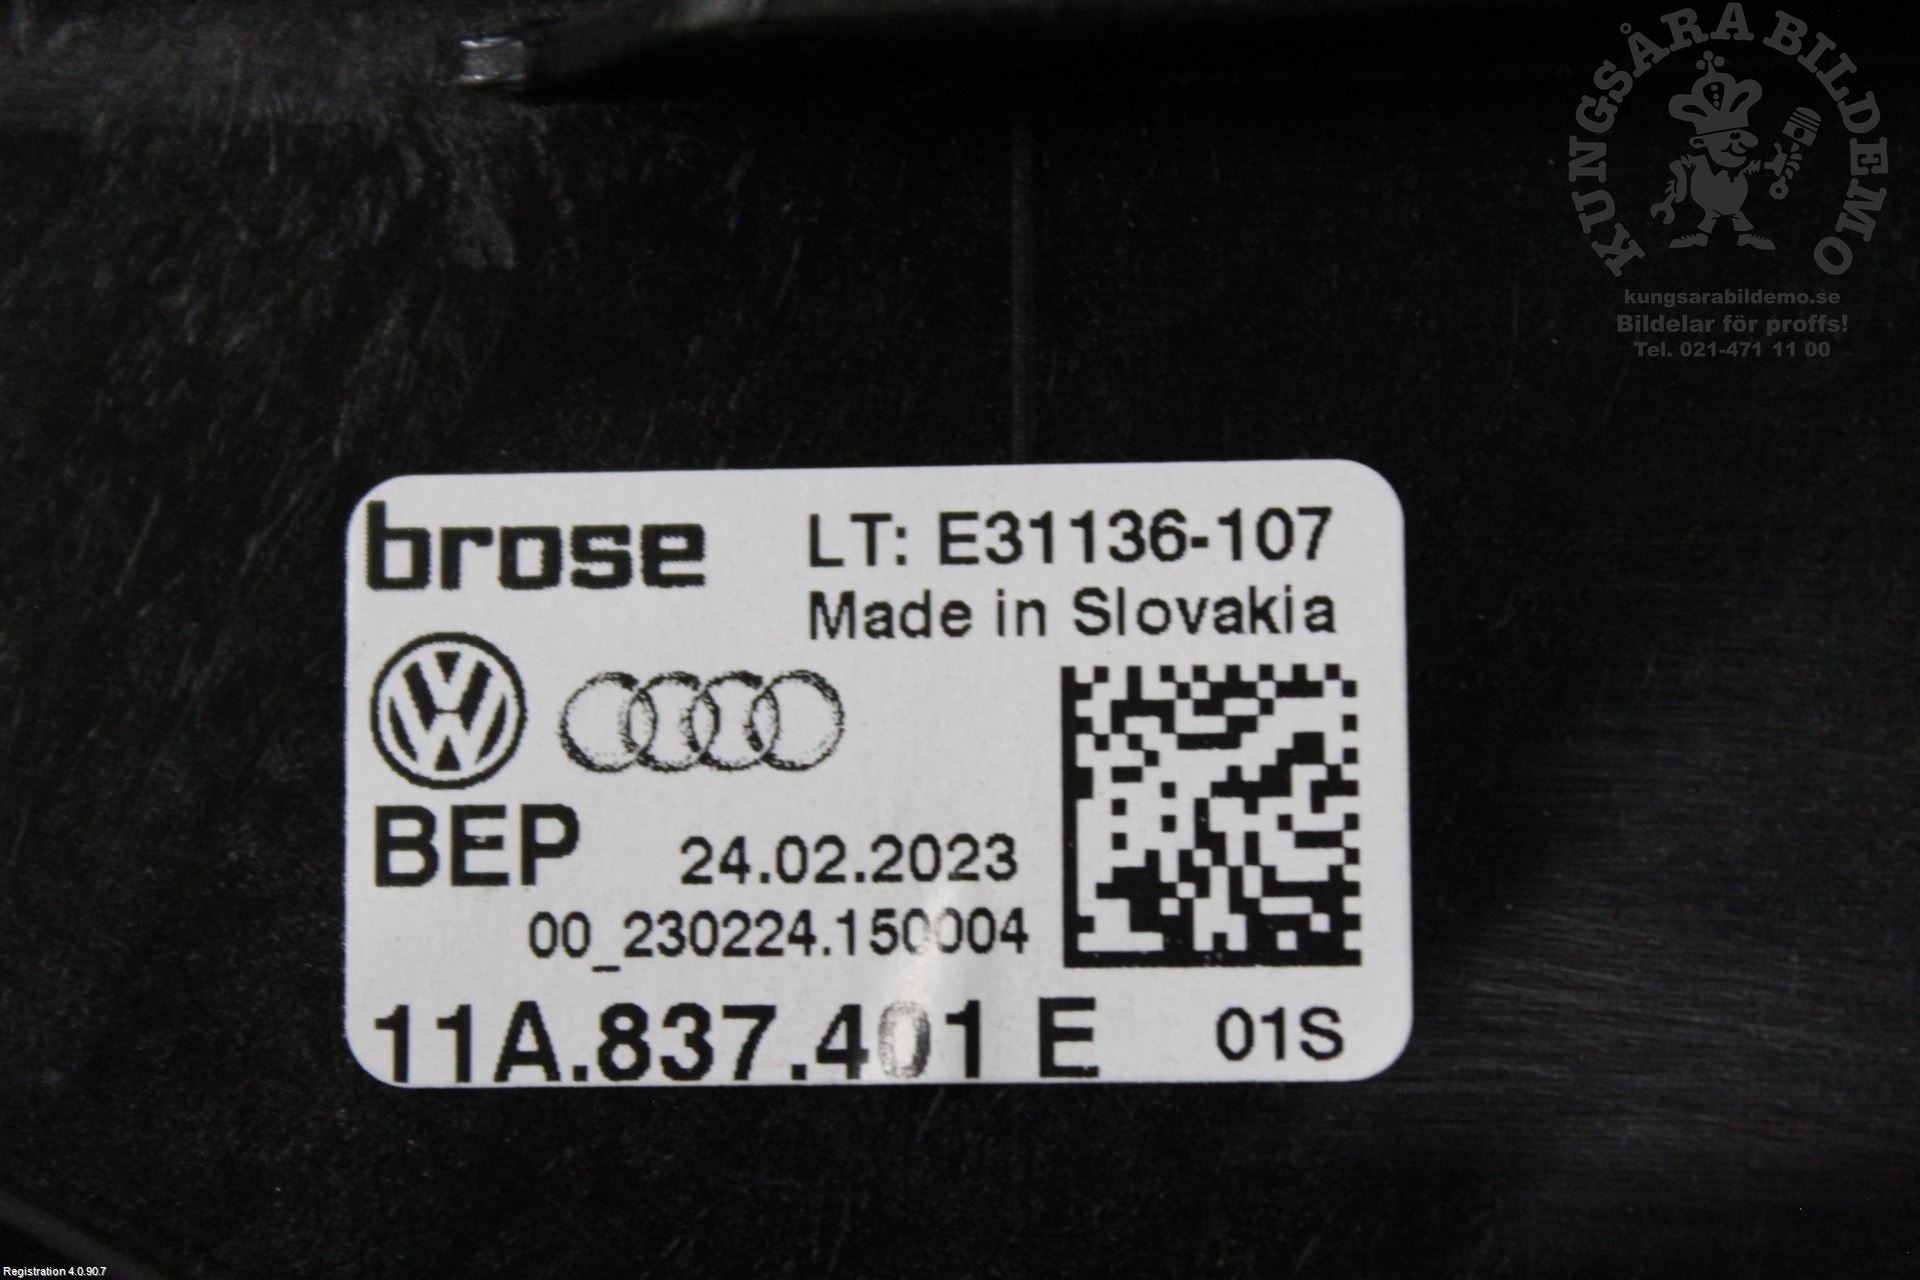 KUNGSÅRA BILDEMO
kungsarabildemo.se
Bildelar för proffs!
Tel. 021-471 11 00
brose
LT: E31136-107
Made in Slovakia
BEP
24.02.2023
00_230224.150004
11A.837.401 E
01S
Registration 4.0.90.7